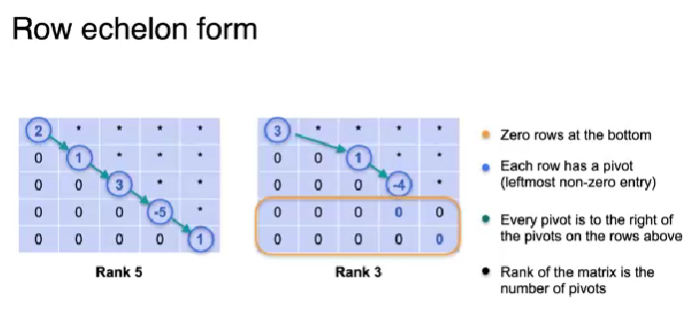 Row echelon form
2 * * * *
0 1 * * *
0 0 3 * *
0 0 0 -5 *
0 0 0 0 1
Rank 5
3 * * * *
0 0 1 * *
0 0 0 -4 *
0 0 0 0 0
0 0 0 0 0
Rank 3
Zero rows at the bottom
Each row has a pivot
(leftmost non-zero entry)
Every pivot is to the right of
the pivots on the rows above
Rank of the matrix is the
number of pivots